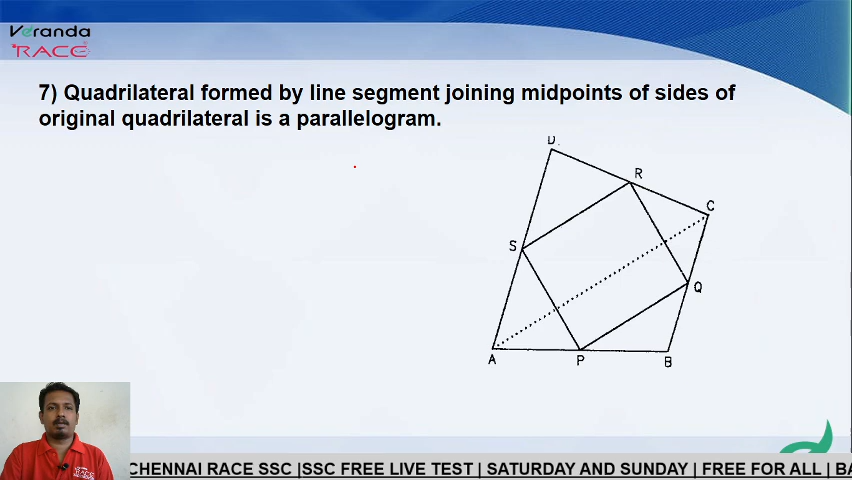 Veranda
RACE
7) Quadrilateral formed by line segment joining midpoints of sides of
original quadrilateral is a parallelogram.
D
R
C
S
Q
A
P
B
CHENNAI RACE SSC |SSC FREE LIVE TEST | SATURDAY AND SUNDAY | FREE FOR ALL | BA